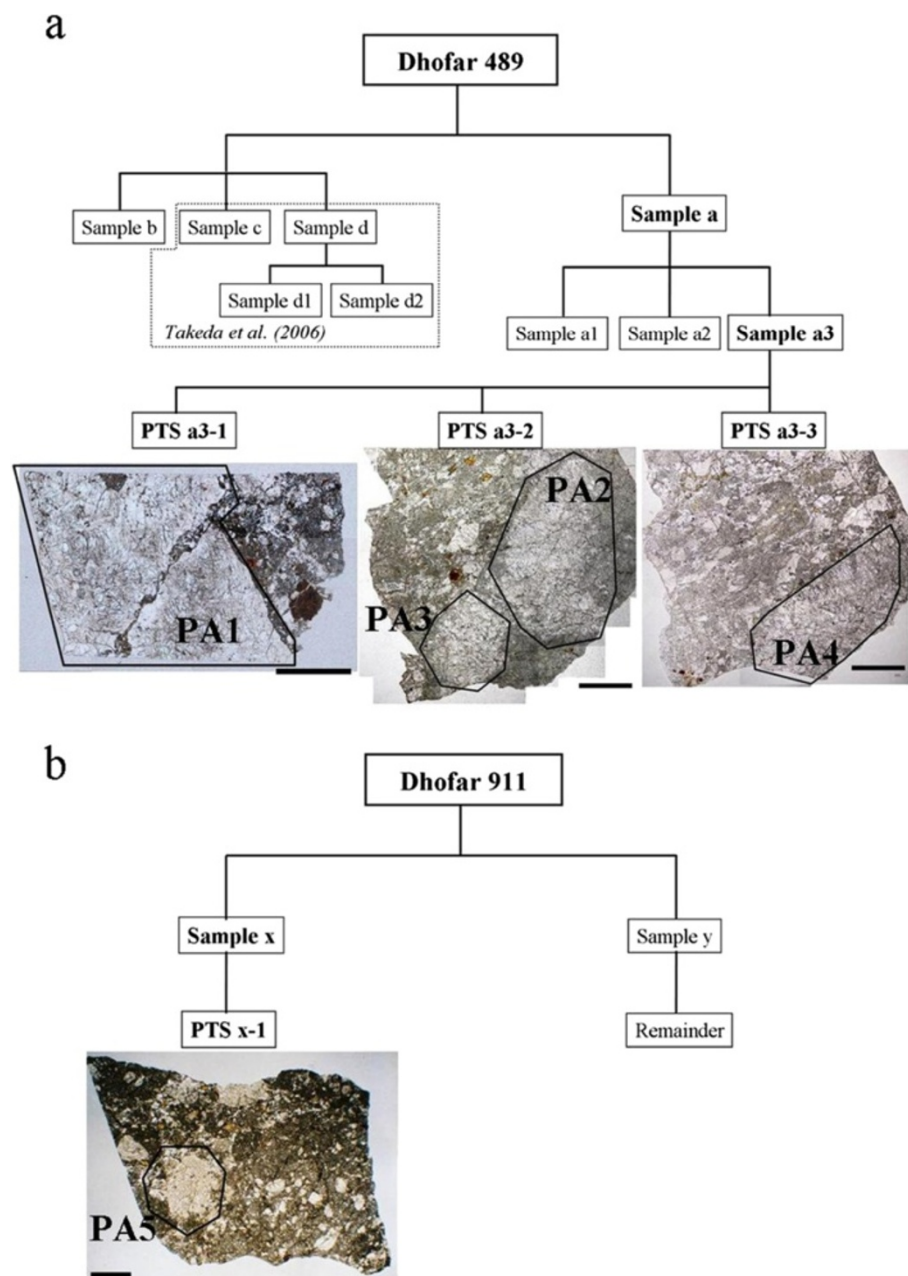 a
Dhofar 489
Sample b
Sample c
Sample d
Sample a
Sample d1
Sample d2
Takeda et al. (2006)
Sample a1
Sample a2
Sample a3
PTS a3-1
PTS a3-2
PTS a3-3
PA1
PA2
PA3
PA4
b
Dhofar 911
Sample x
Sample y
PTS x-1
Remainder
PA5